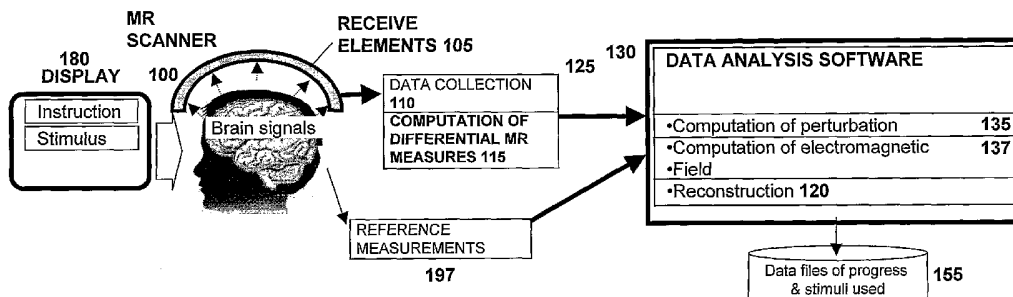 MR
SCANNER
100
RECEIVE
ELEMENTS 105
180
DISPLAY
Instruction
Stimulus
Brain signals
DATA COLLECTION
110
COMPUTATION OF
DIFFERENTIAL MR
MEASURES 115
125
130
REFERENCE
MEASUREMENTS
197
DATA ANALYSIS SOFTWARE
•Computation of perturbation 135
•Computation of electromagnetic 137
•Field
•Reconstruction 120
Data files of progress
& stimuli used
155